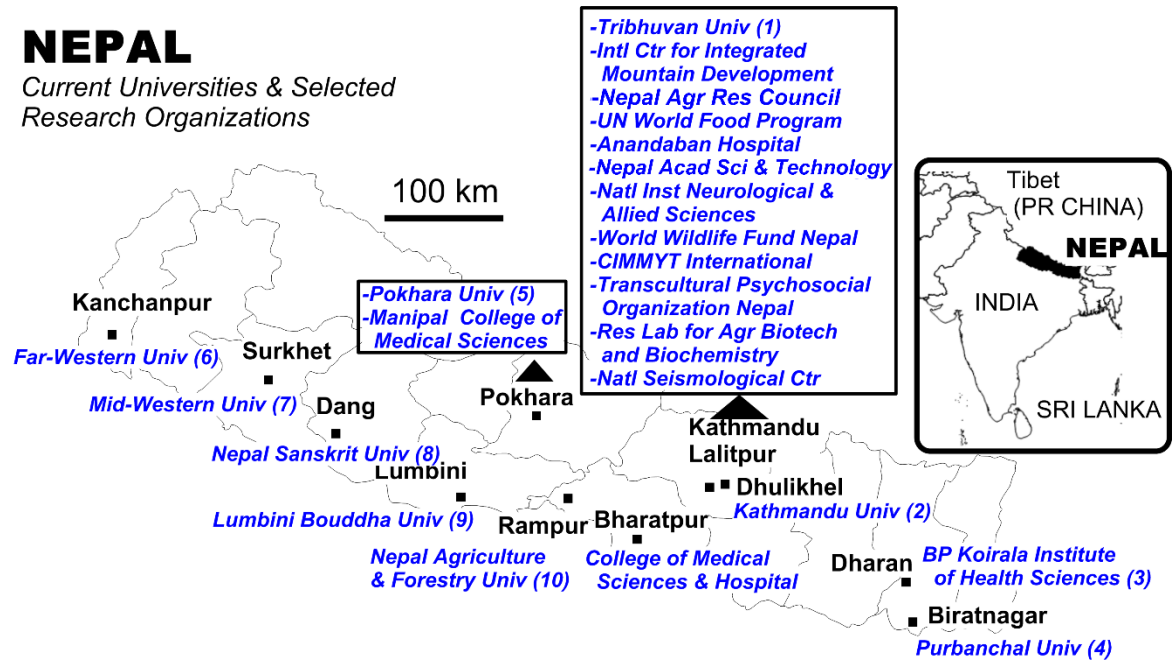 NEPAL
Current Universities & Selected
Research Organizations
-Tribhuvan Univ (1)
-Intl Ctr for Integrated
Mountain Development
-Nepal Agr Res Council
-UN World Food Program
-Anandaban Hospital
-Nepal Acad Sci & Technology
-Natl Inst Neurological &
Allied Sciences
-World Wildlife Fund Nepal
-CIMMYT International
-Transcultural Psychosocial
Organization Nepal
-Res Lab for Agr Biotech
and Biochemistry
-Natl Seismological Ctr
100 km
Tibet
(PR CHINA)
NEPAL
INDIA
SRI LANKA
-Pokhara Univ (5)
-Manipal College of
Medical Sciences
Kanchanpur
Far-Western Univ (6)
Surkhet
Mid-Western Univ (7)
Dang
Nepal Sanskrit Univ (8)
Pokhara
Kathmandu
Lalitpur
Lumbini
Lumbini Bouddha Univ (9)
Dhulikhel
Kathmandu Univ (2)
Rampur
Nepal Agriculture
& Forestry Univ (10)
Bharatpur
College of Medical
Sciences & Hospital
Dharan
BP Koirala Institute
of Health Sciences (3)
Biratnagar
Purbanchal Univ (4)